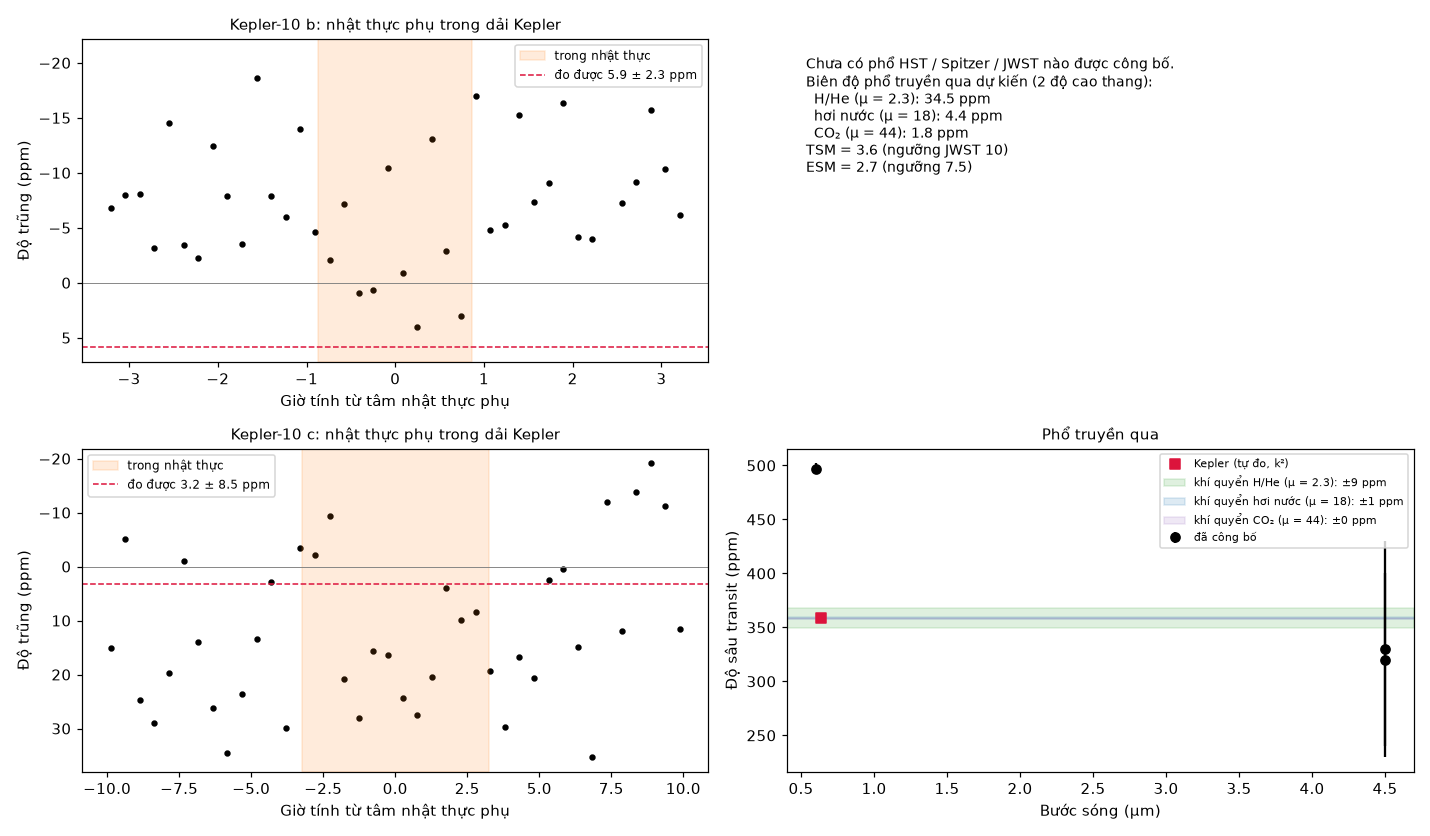 Kepler-10 b: nhật thực phụ trong dải Kepler
−20
−15
−10
−5
0
5
Độ trũng (ppm)
trong nhật thực
đo được 5.9 ± 2.3 ppm
−3
−2
−1
0
1
2
3
Giờ tính từ tâm nhật thực phụ
Chưa có phổ HST / Spitzer / JWST nào được công bố.
Biên độ phổ truyền qua dự kiến (2 độ cao thang):
H/He (μ = 2.3): 34.5 ppm
hơi nước (μ = 18): 4.4 ppm
CO₂ (μ = 44): 1.8 ppm
TSM = 3.6 (ngưỡng JWST 10)
ESM = 2.7 (ngưỡng 7.5)
Kepler-10 c: nhật thực phụ trong dải Kepler
−20
−10
0
10
20
30
Độ trũng (ppm)
trong nhật thực
đo được 3.2 ± 8.5 ppm
−10.0
−7.5
−5.0
−2.5
0.0
2.5
5.0
7.5
10.0
Giờ tính từ tâm nhật thực phụ
Phổ truyền qua
500
450
400
350
300
250
Độ sâu transit (ppm)
Kepler (tự đo, k²)
khí quyển H/He (μ = 2.3): ±9 ppm
khí quyển hơi nước (μ = 18): ±1 ppm
khí quyển CO₂ (μ = 44): ±0 ppm
đã công bố
0.5
1.0
1.5
2.0
2.5
3.0
3.5
4.0
4.5
Bước sóng (μm)